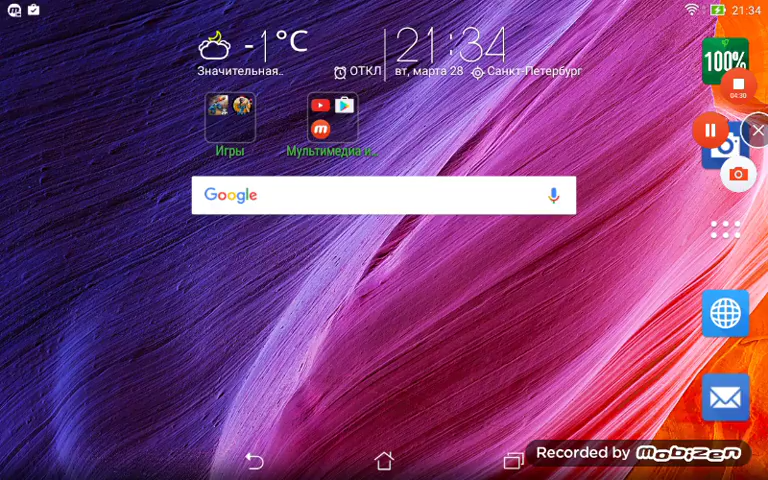 21:34
-1°C
21:34
Значительная..
ОТКЛ
вт, марта 28
Санкт-Петербург
100%
04:30
Игры
Мультимедиа и...
Google
Recorded by Mobizen